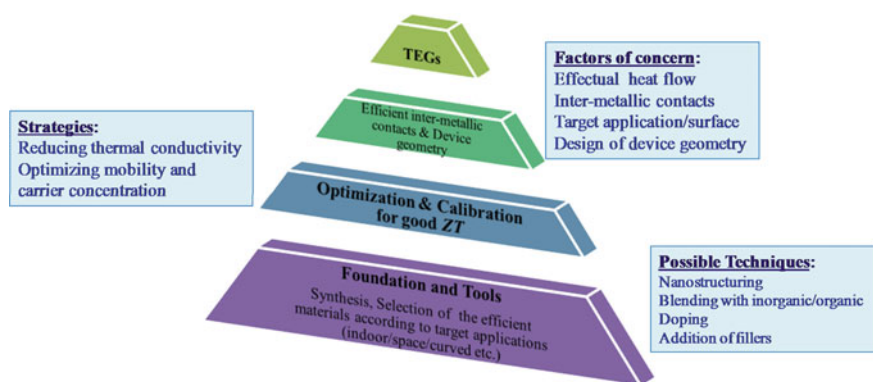 TEGs
Efficient inter-metallic
contacts & Device
geometry
Optimization & Calibration
for good ZT
Foundation and Tools
Synthesis, Selection of the efficient
materials according to target applications
(indoor/space/curved etc.)
Strategies:
Reducing thermal conductivity
Optimizing mobility and
carrier concentration
Factors of concern:
Effectual heat flow
Inter-metallic contacts
Target application/surface
Design of device geometry
Possible Techniques:
Nanostructuring
Blending with inorganic/organic
Doping
Addition of fillers